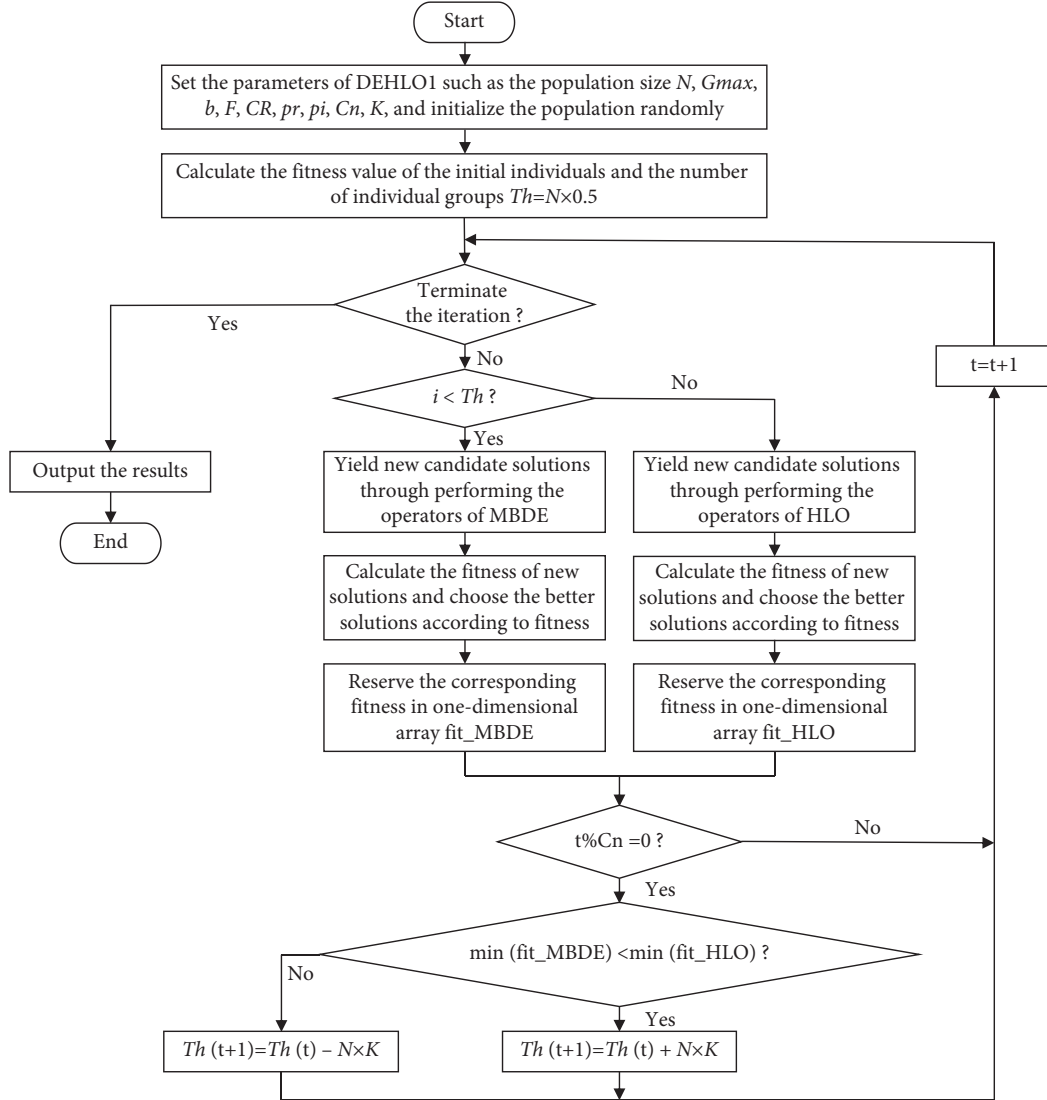 Start
Set the parameters of DEHLO1 such as the population size N, Gmax,
b, F, CR, pr, pi, Cn, K, and initialize the population randomly
Calculate the fitness value of the initial individuals and the number
of individual groups Th=N×0.5
Terminate
the iteration ?
Yes
No
t=t+1
i < Th ?
No
Yes
Output the results
End
Yield new candidate solutions
through performing the
operators of MBDE
Yield new candidate solutions
through performing the
operators of HLO
Calculate the fitness of new
solutions and choose the better
solutions according to fitness
Calculate the fitness of new
solutions and choose the better
solutions according to fitness
Reserve the corresponding
fitness in one-dimensional
array fit_MBDE
Reserve the corresponding
fitness in one-dimensional
array fit_HLO
t%Cn =0 ?
No
Yes
min (fit_MBDE) <min (fit_HLO) ?
No
Yes
Th (t+1)=Th (t) – N×K
Th (t+1)=Th (t) + N×K